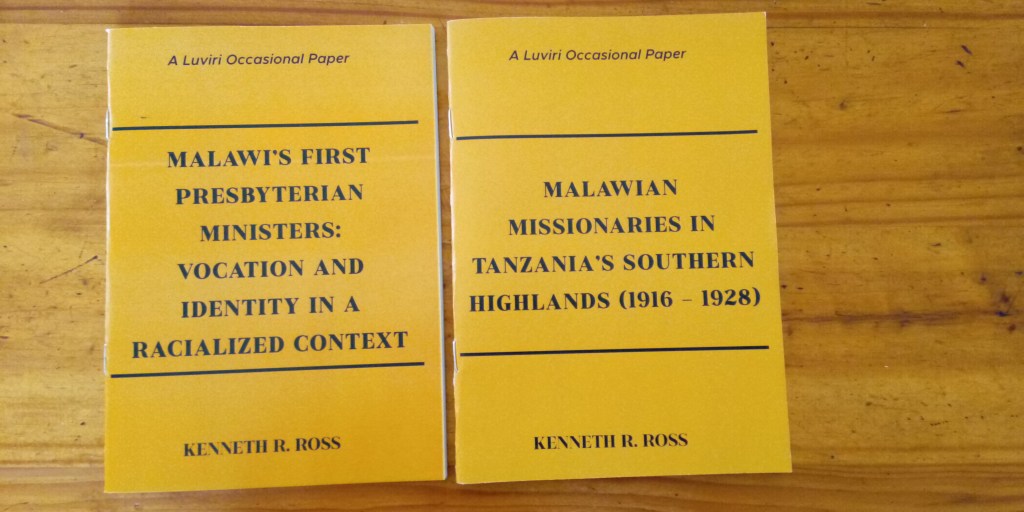 A Luviri Occasional Paper
MALAWI'S FIRST
PRESBYTERIAN
MINISTERS:
VOCATION AND
IDENTITY IN A
RACIALIZED CONTEXT
KENNETH R. ROSS
A Luviri Occasional Paper
MALAWIAN
MISSIONARIES IN
TANZANIA'S SOUTHERN
HIGHLANDS (1916 – 1928)
KENNETH R. ROSS